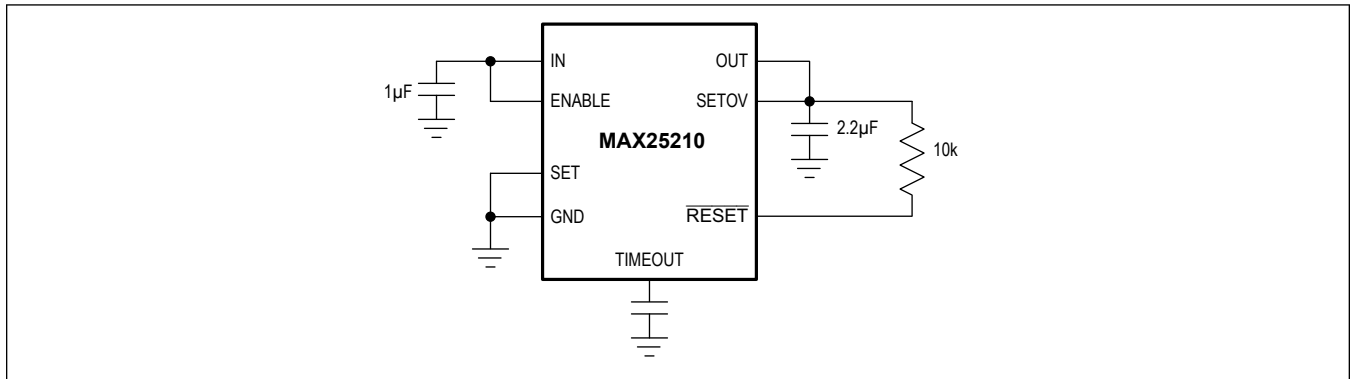 IN
OUT
1µF
ENABLE
SETOV
MAX25210
2.2µF
10k
SET
GND
RESET
TIMEOUT